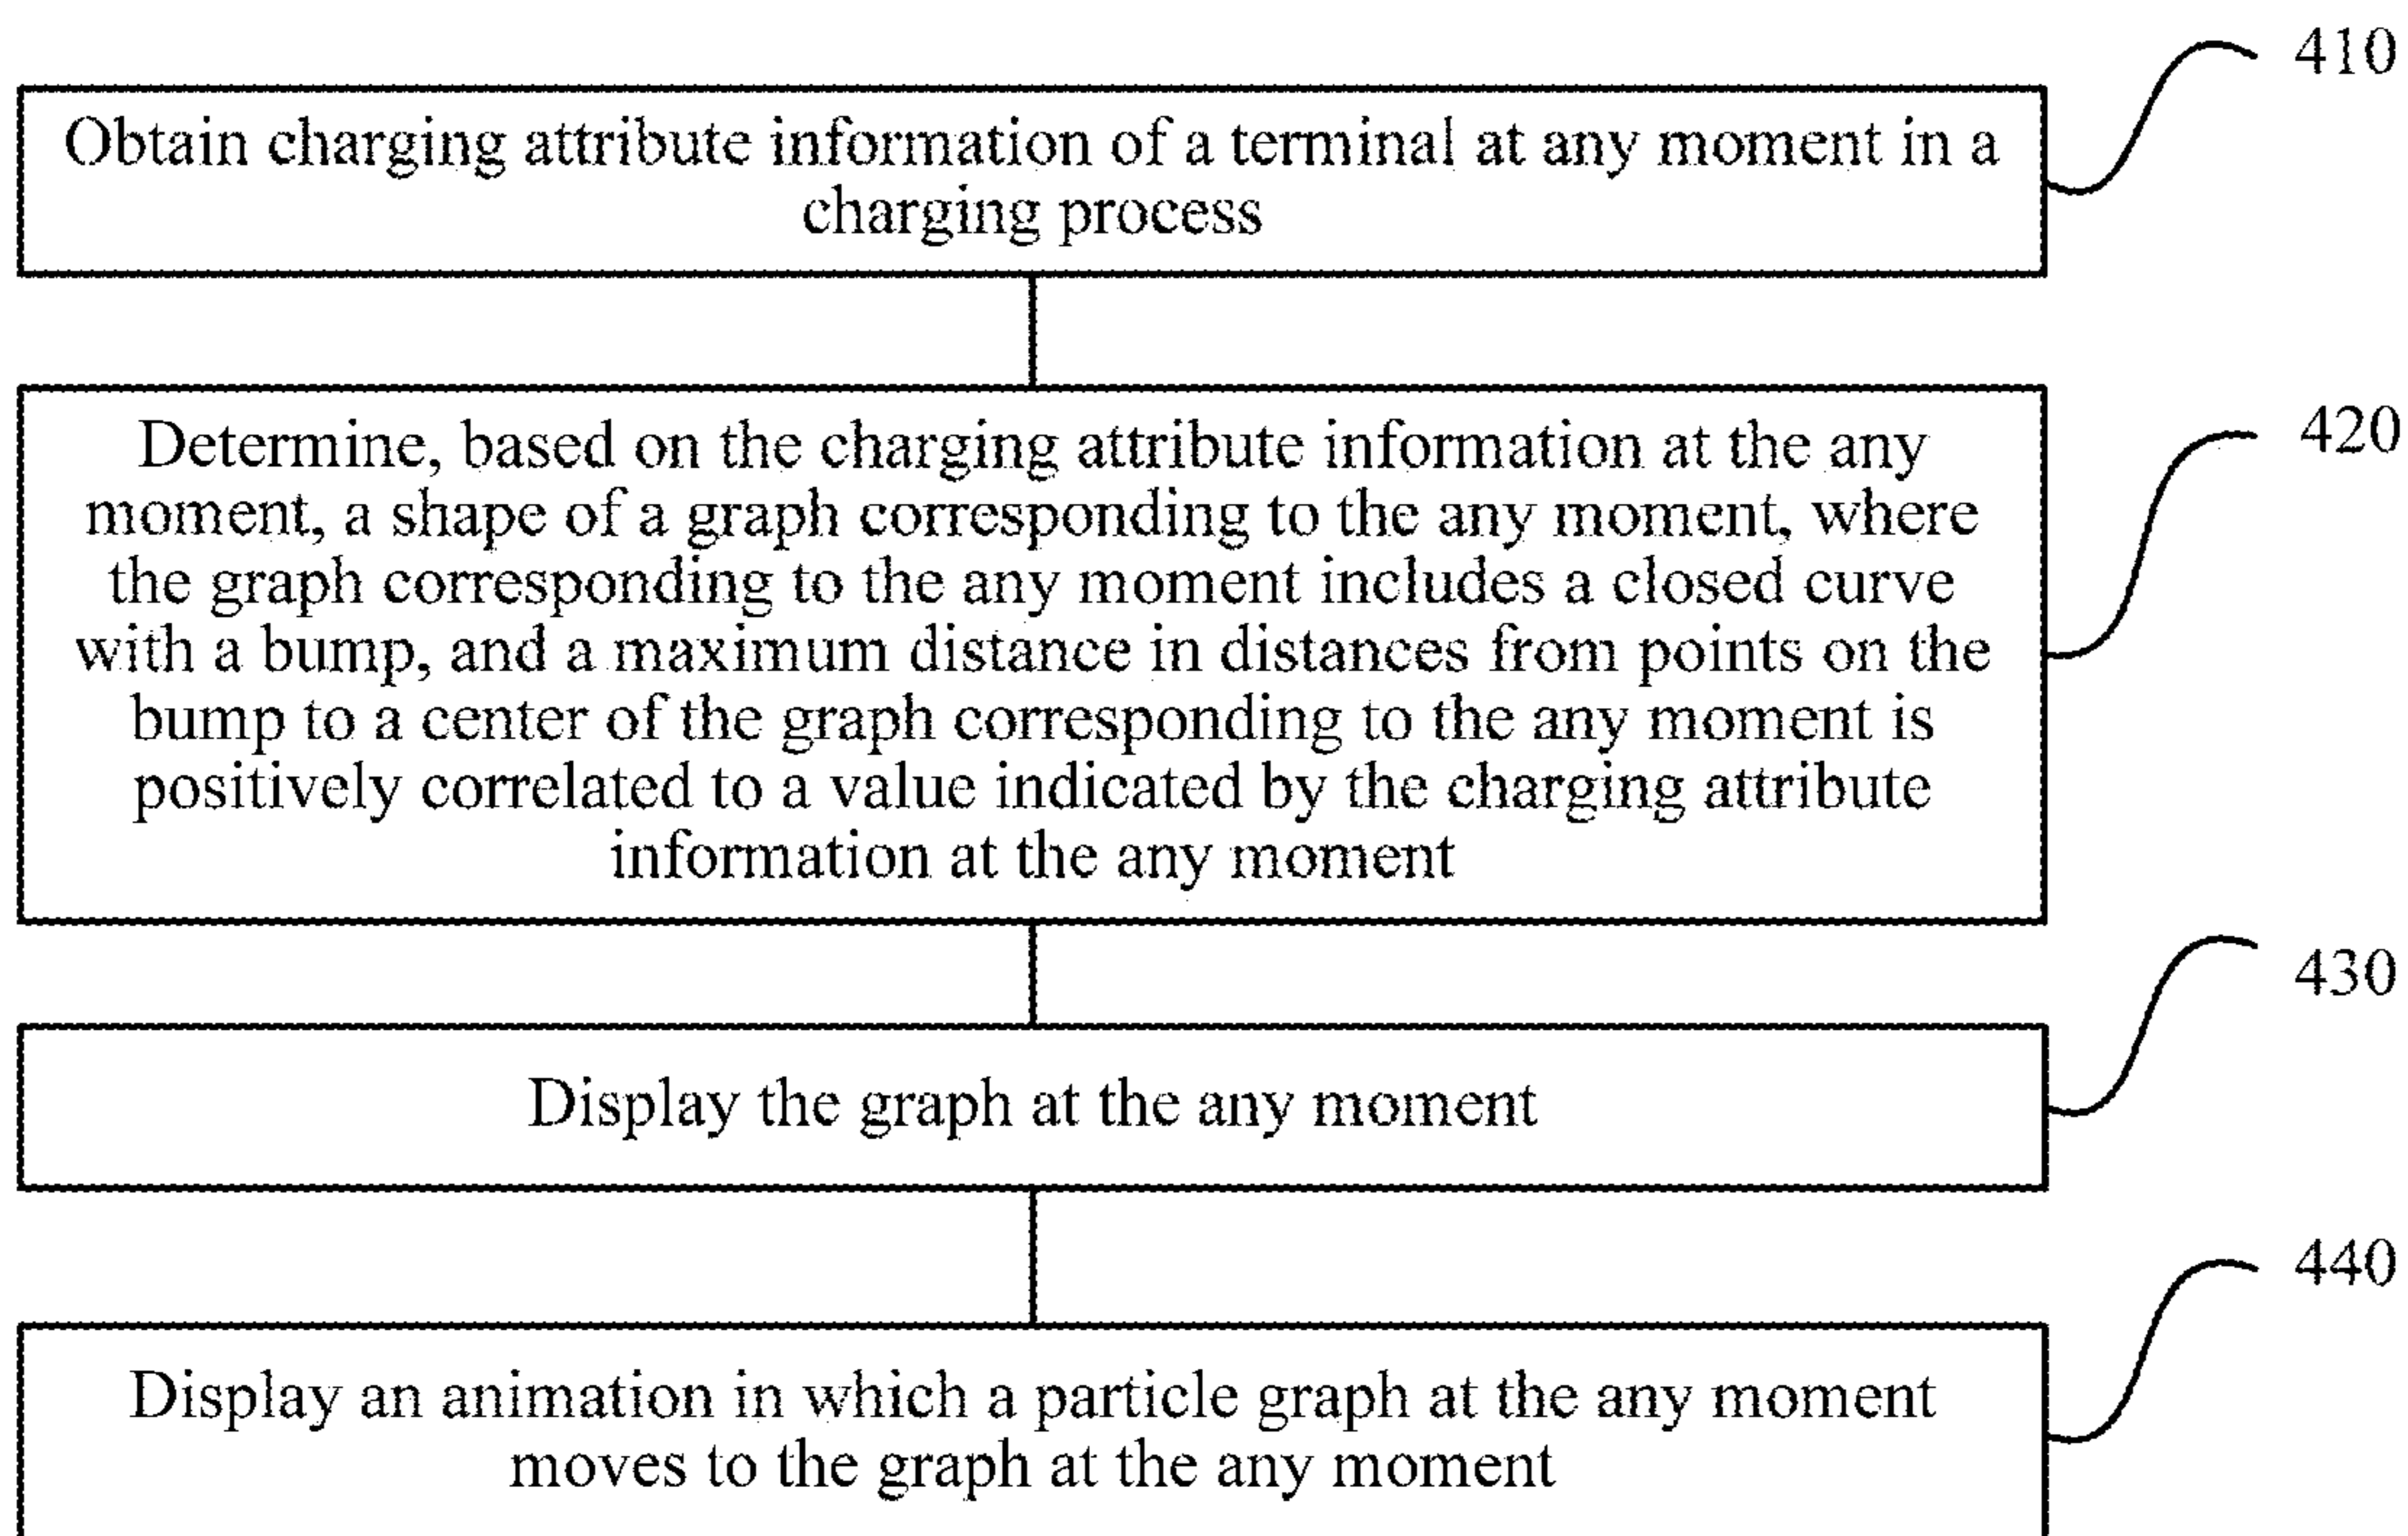 410
Obtain charging attribute information of a terminal at any moment in a
charging process
420
Determine, based on the charging attribute information at the any
moment, a shape of a graph corresponding to the any moment, where
the graph corresponding to the any moment includes a closed curve
with a bump, and a maximum distance in distances from points on the
bump to a center of the graph corresponding to the any moment is
positively correlated to a value indicated by the charging attribute
information at the any moment
430
Display the graph at the any moment
440
Display an animation in which a particle graph at the any moment
moves to the graph at the any moment